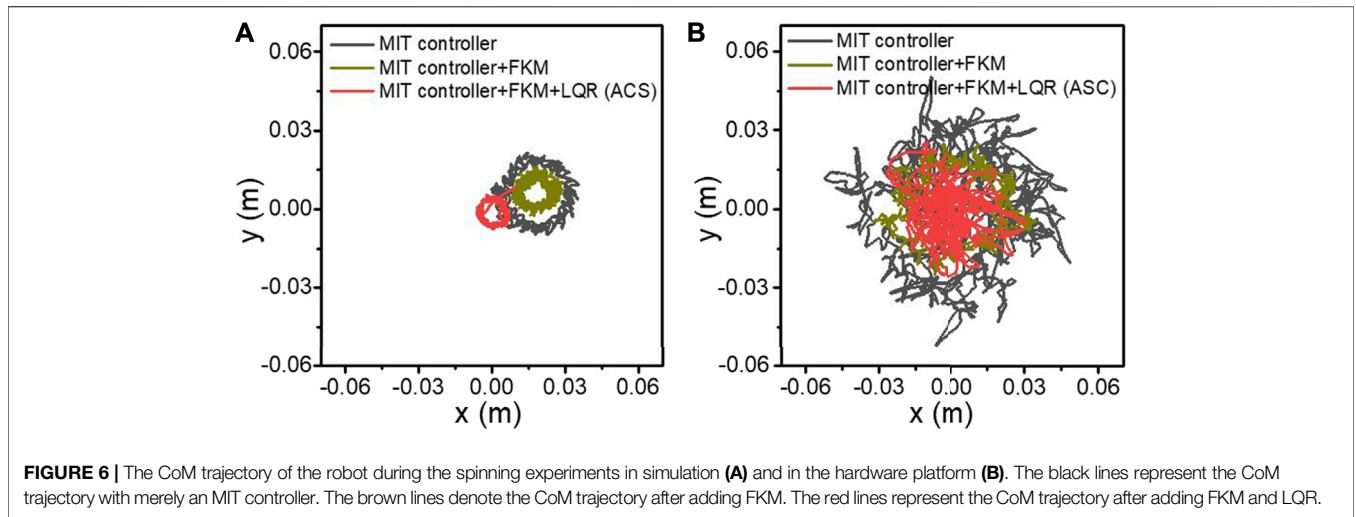 A
0.06
0.03
0.00
-0.03
-0.06
y (m)
MIT controller
MIT controller+FKM
MIT controller+FKM+LQR (ACS)
-0.06 -0.03 0.00 0.03 0.06
x (m)
B
0.06
0.03
0.00
-0.03
-0.06
y (m)
MIT controller
MIT controller+FKM
MIT controller+FKM+LQR (ASC)
-0.06 -0.03 0.00 0.03 0.06
x (m)
FIGURE 6 | The CoM trajectory of the robot during the spinning experiments in simulation (A) and in the hardware platform (B). The black lines represent the CoM
trajectory with merely an MIT controller. The brown lines denote the CoM trajectory after adding FKM. The red lines represent the CoM trajectory after adding FKM and LQR.